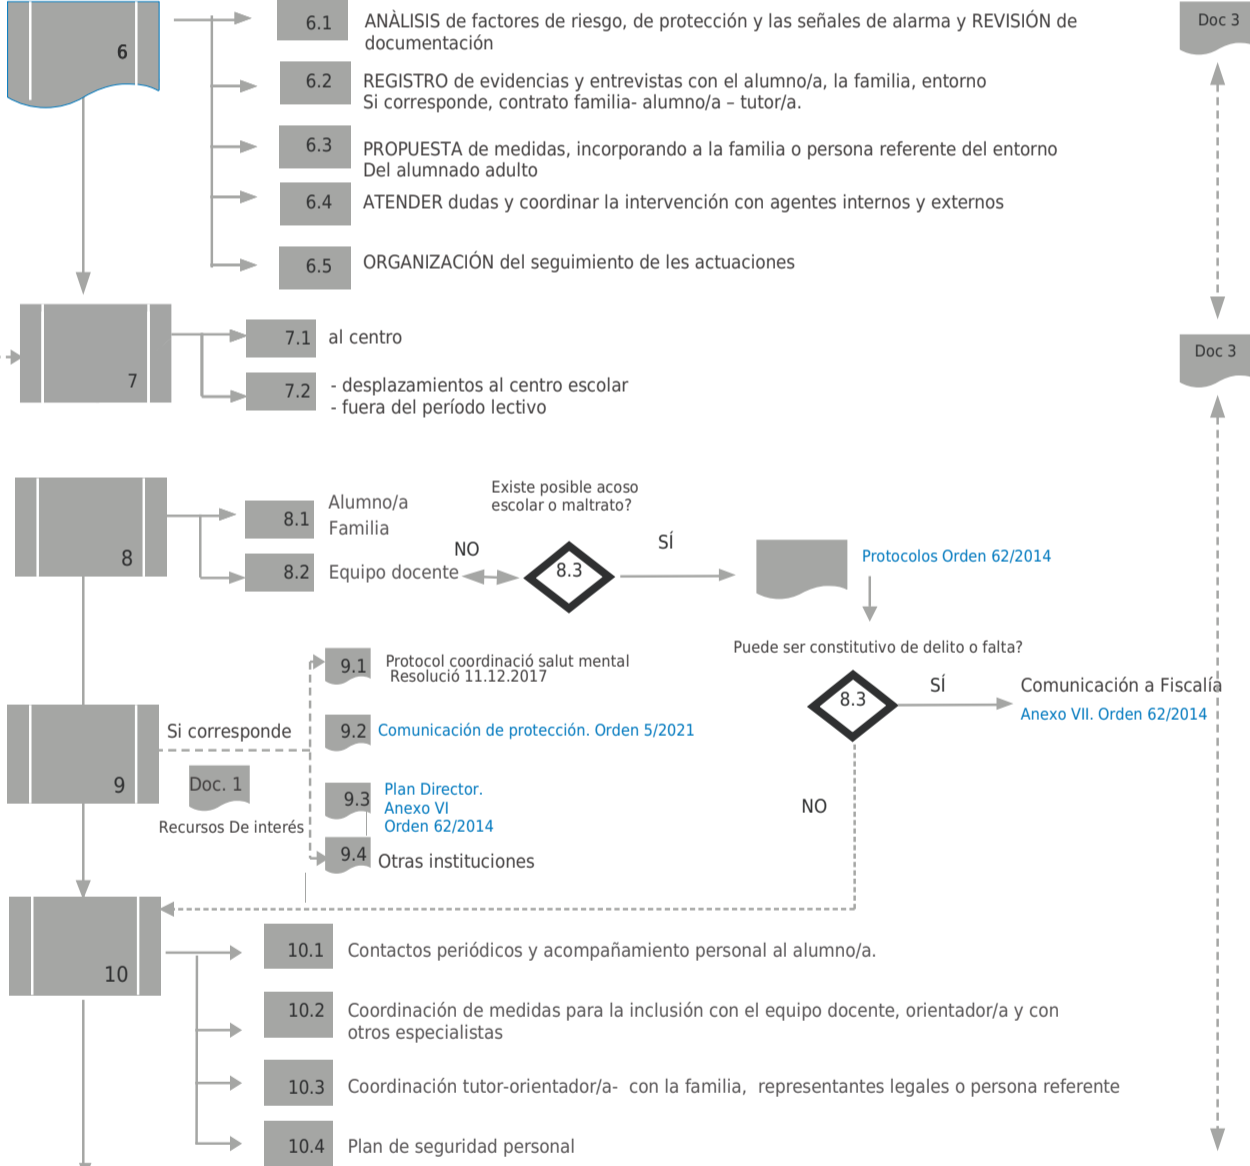 6
6.1
ANÀLISIS de factores de riesgo, de protección y las señales de alarma y REVISIÓN de
documentación
Doc 3
6.2
REGISTRO de evidencias y entrevistas con el alumno/a, la familia, entorno
Si corresponde, contrato familia- alumno/a – tutor/a.
6.3
PROPUESTA de medidas, incorporando a la familia o persona referente del entorno
Del alumnado adulto
6.4
ATENDER dudas y coordinar la intervención con agentes internos y externos
6.5
ORGANIZACIÓN del seguimiento de les actuaciones
7
7.1
al centro
Doc 3
7.2
- desplazamientos al centro escolar
- fuera del período lectivo
8
8.1
Alumno/a
Familia
8.2
Equipo docente
Existe posible acoso
escolar o maltrato?
NO
8.3
SÍ
Protocolos Orden 62/2014
Puede ser constitutivo de delito o falta?
8.3
SÍ
Comunicación a Fiscalía
Anexo VII. Orden 62/2014
NO
9
Si corresponde
Doc. 1
Recursos De interés
9.1
Protocol coordinació salut mental
Resolució 11.12.2017
9.2
Comunicación de protección. Orden 5/2021
9.3
Plan Director.
Anexo VI
Orden 62/2014
9.4
Otras instituciones
10
10.1
Contactos periódicos y acompañamiento personal al alumno/a.
10.2
Coordinación de medidas para la inclusión con el equipo docente, orientador/a y con
otros especialistas
10.3
Coordinación tutor-orientador/a-  con la familia,  representantes legales o persona referente
10.4
Plan de seguridad personal